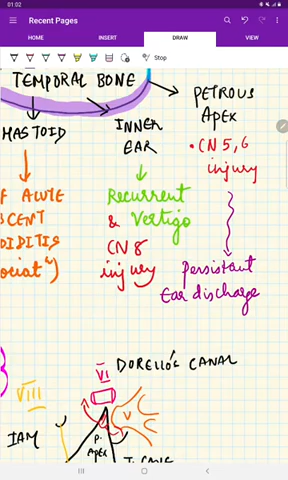 01:02
Recent Pages
HOME INSERT DRAW VIEW
Stop
TEMPORAL BONE
PETROUS
APEX
• CN 5, 6
injury
Persistant
Ear discharge
INNER
EAR
Recurrent
& Vertigo
CN 8
injury
MASTOID
ACUTE
DORELLO'S CANAL
VI
VIII
V
IAM
P.
Apex